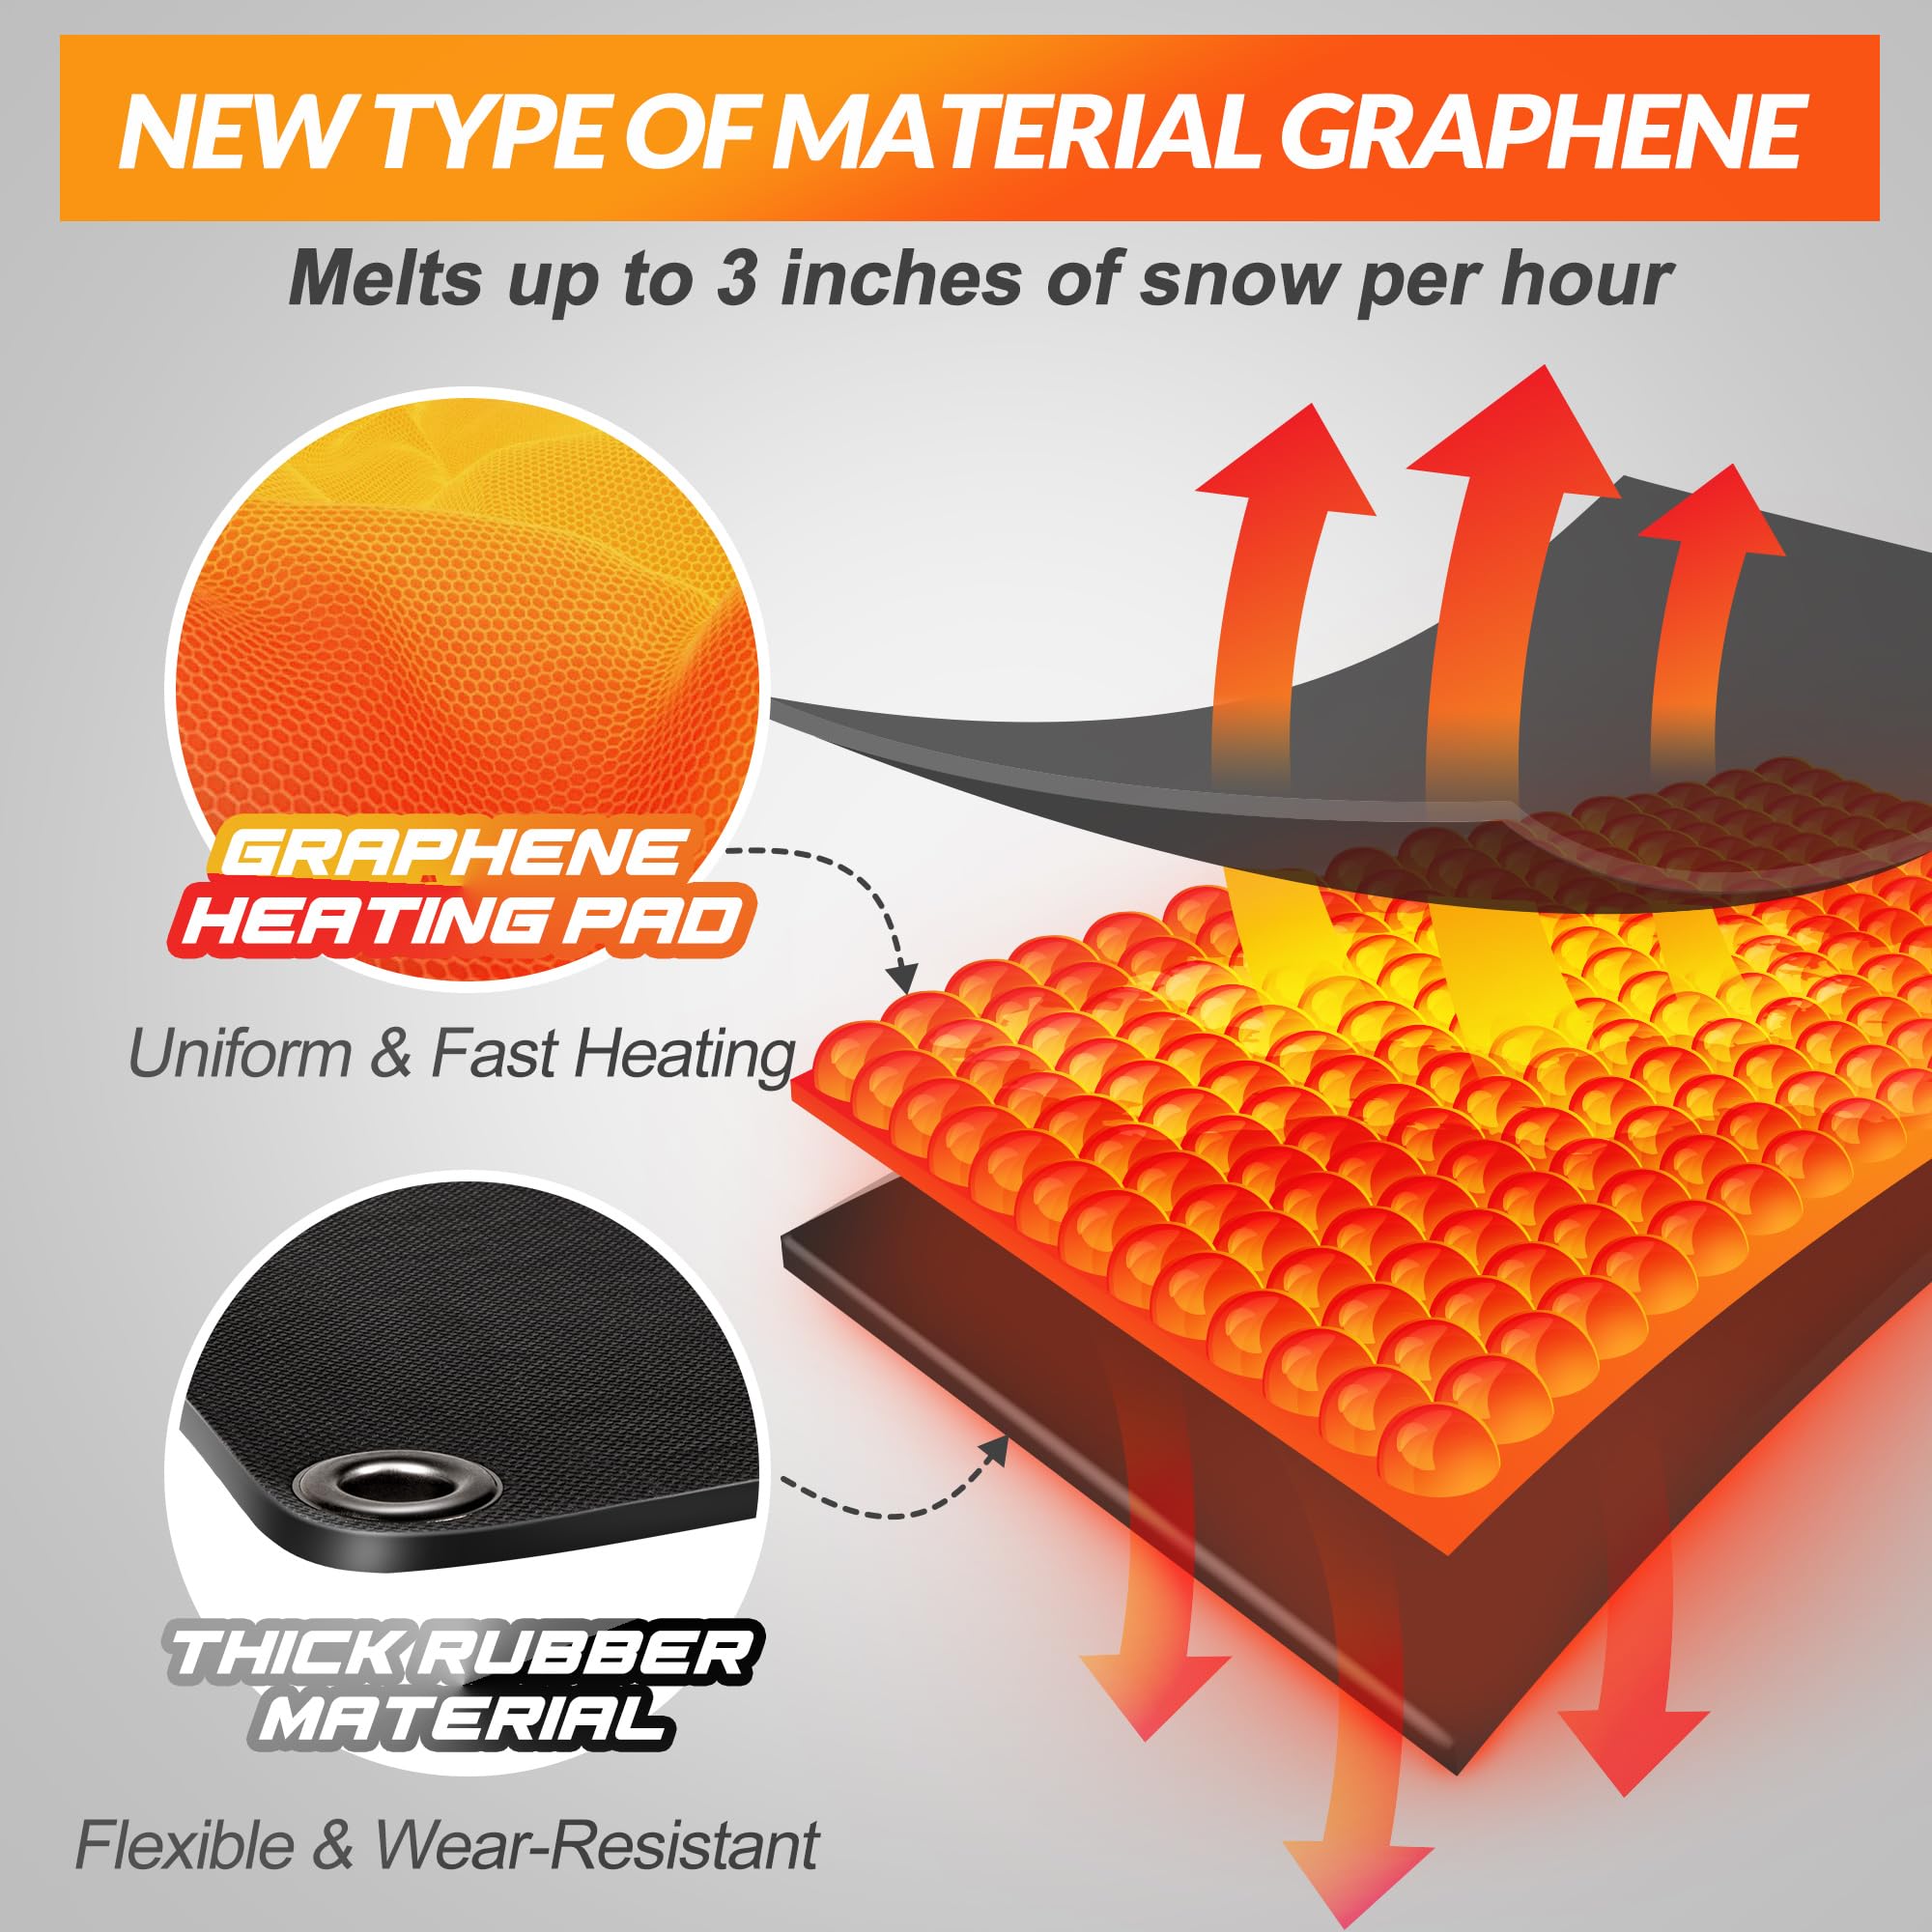 NEW TYPE OF MATERIAL GRAPHENE
Melts up to 3 inches of snow per hour
GRAPHENE
HEATING PAD
Uniform & Fast Heating
THICK RUBBER
MATERIAL
Flexible & Wear-Resistant